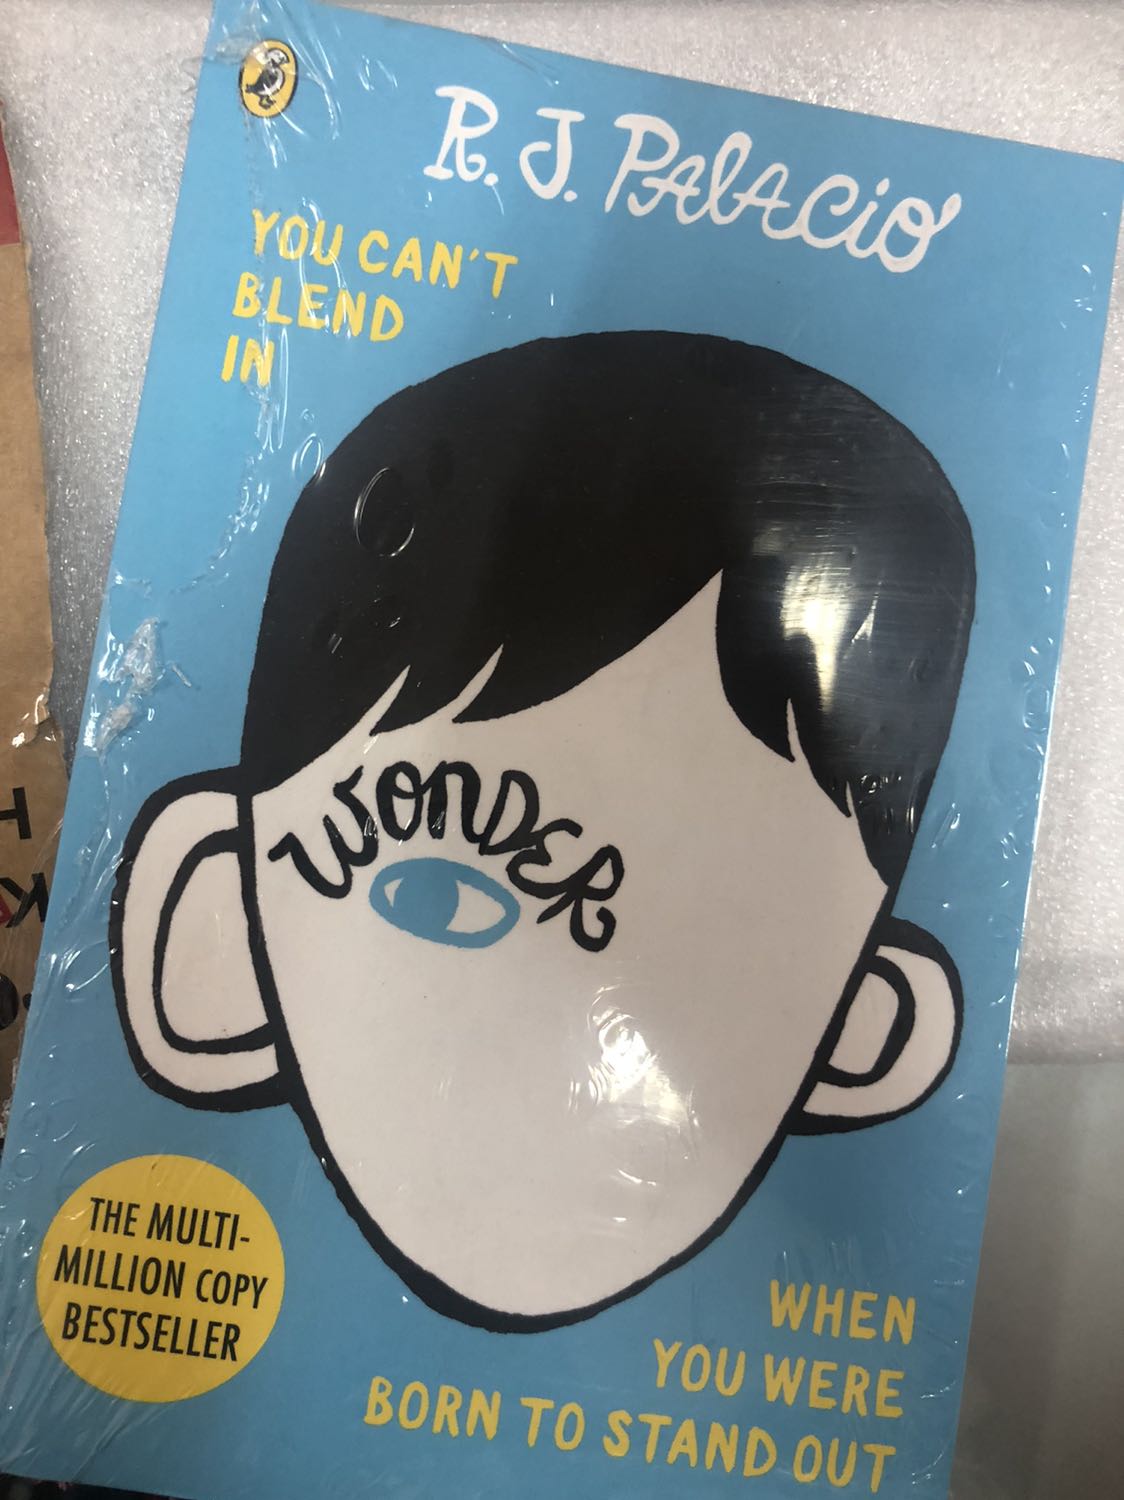 R. J. PALACIO
YOU CAN'T
BLEND
IN
WONDER
THE MULTI-
MILLION COPY
BESTSELLER
WHEN
YOU WERE
BORN TO STAND OUT